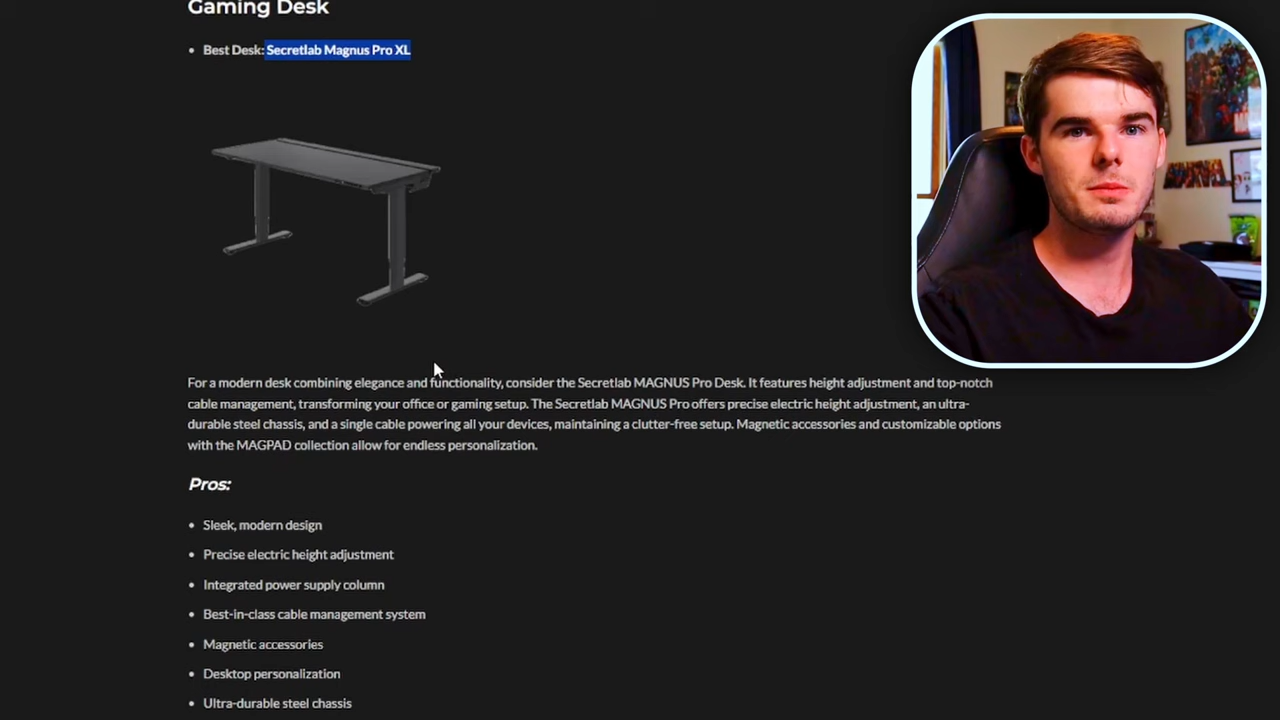 Gaming Desk
• Best Desk: Secretlab Magnus Pro XL
For a modern desk combining elegance and functionality, consider the Secretlab MAGNUS Pro Desk. It features height adjustment and top-notch
cable management, transforming your office or gaming setup. The Secretlab MAGNUS Pro offers precise electric height adjustment, an ultra-
durable steel chassis, and a single cable powering all your devices, maintaining a clutter-free setup. Magnetic accessories and customizable options
with the MAGPAD collection allow for endless personalization.
Pros:
• Sleek, modern design
• Precise electric height adjustment
• Integrated power supply column
• Best-in-class cable management system
• Magnetic accessories
• Desktop personalization
• Ultra-durable steel chassis